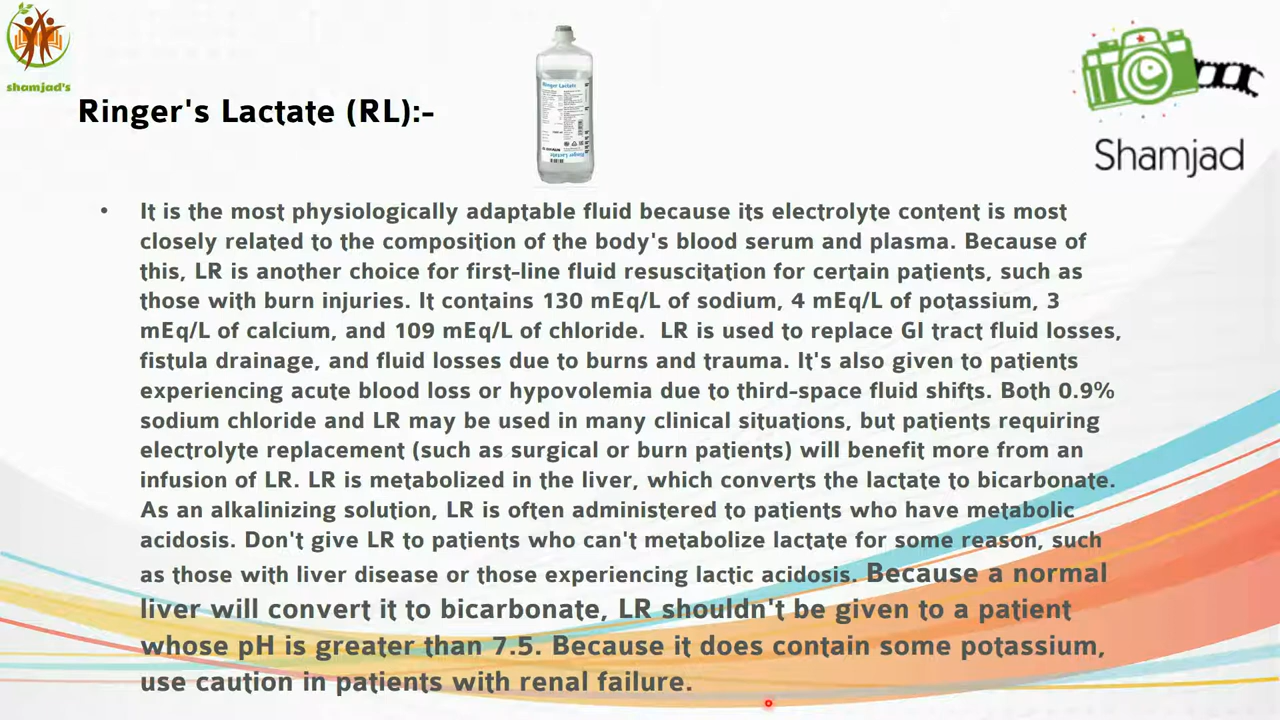 shamjad's
Ringer's Lactate (RL):-
Ringer Lactate
Shamjad
• It is the most physiologically adaptable fluid because its electrolyte content is most
closely related to the composition of the body's blood serum and plasma. Because of
this, LR is another choice for first-line fluid resuscitation for certain patients, such as
those with burn injuries. It contains 130 mEq/L of sodium, 4 mEq/L of potassium, 3
mEq/L of calcium, and 109 mEq/L of chloride. LR is used to replace GI tract fluid losses,
fistula drainage, and fluid losses due to burns and trauma. It's also given to patients
experiencing acute blood loss or hypovolemia due to third-space fluid shifts. Both 0.9%
sodium chloride and LR may be used in many clinical situations, but patients requiring
electrolyte replacement (such as surgical or burn patients) will benefit more from an
infusion of LR. LR is metabolized in the liver, which converts the lactate to bicarbonate.
As an alkalinizing solution, LR is often administered to patients who have metabolic
acidosis. Don't give LR to patients who can't metabolize lactate for some reason, such
as those with liver disease or those experiencing lactic acidosis. Because a normal
liver will convert it to bicarbonate, LR shouldn't be given to a patient
whose pH is greater than 7.5. Because it does contain some potassium,
use caution in patients with renal failure.